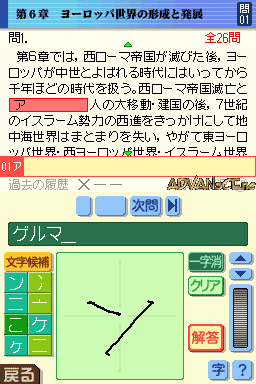 第6章 ヨーロッパ世界の形成と発展
問01
問1. 全26問
第6章では，西ローマ帝国が滅びた後，ヨー
ロッパが中世とよばれる時代にはいってから
千年ほどの時代を扱う。西ローマ帝国滅亡と
ア 人の大移動・建国の後，7世紀
のイスラーム勢力の西進をきっかけにして地
中海世界はまとまりを失い，やがて東ヨーロ
ッパ世界・西ヨーロッパ世界・イスラーム世界
01ア
過去の履歴 ×ーー
次問
ゲルマ_
文字候補 一字消
ン 二 クリア
ニ 一
こ ケ 解答
ケ エ
戻る 字 ?